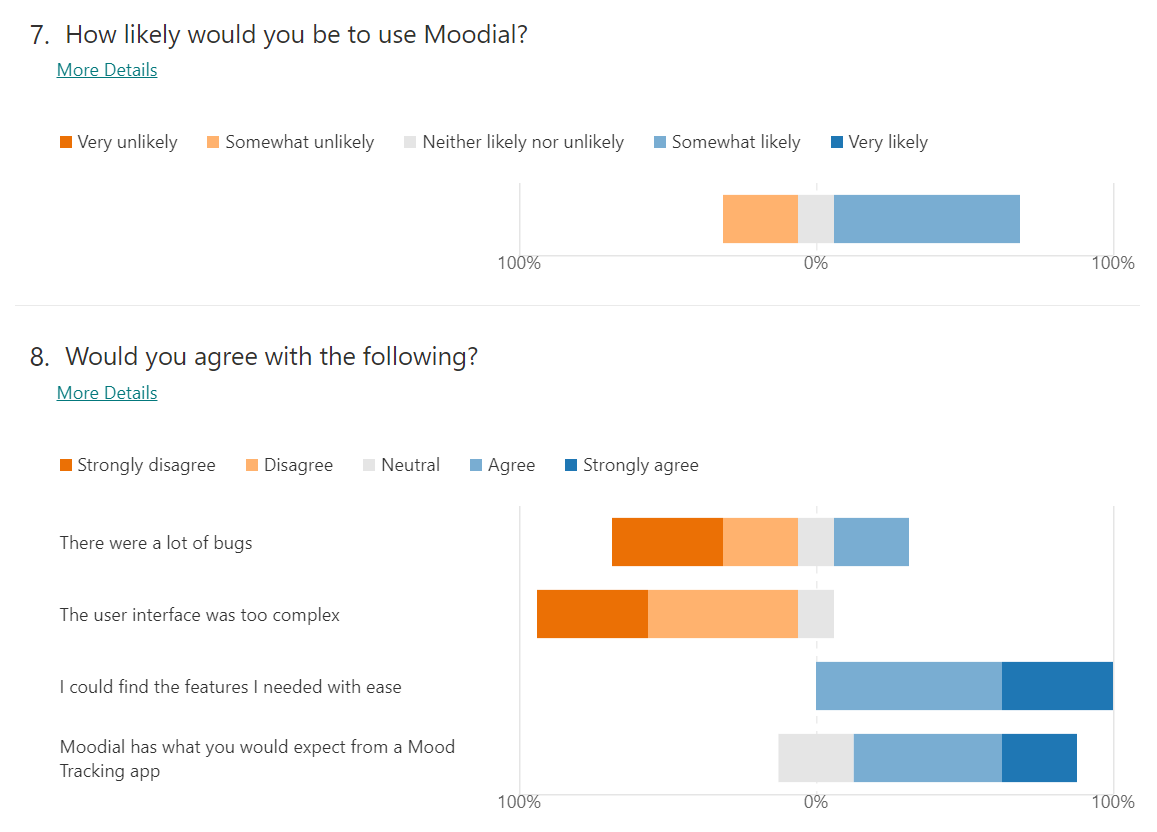 7. How likely would you be to use Moodial?
More Details
Very unlikely Somewhat unlikely Neither likely nor unlikely Somewhat likely Very likely
100% 0% 100%
8. Would you agree with the following?
More Details
Strongly disagree Disagree Neutral Agree Strongly agree
There were a lot of bugs
The user interface was too complex
I could find the features I needed with ease
Moodial has what you would expect from a Mood
Tracking app
100% 0% 100%